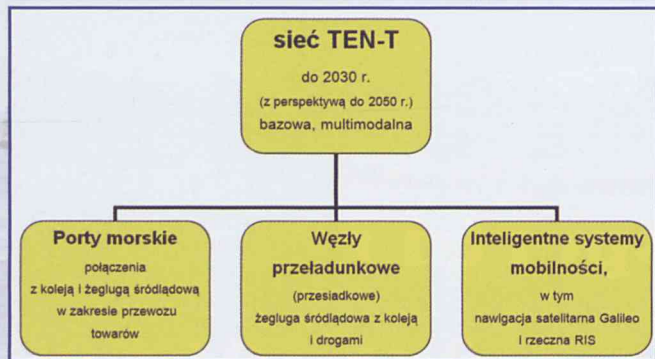 sieć TEN-T
do 2030 r.
(z perspektywą do 2050 r.)
bazowa, multimodalna
Porty morskie
połączenia
z koleją i żeglugą śródlądową
w zakresie przewozu
towarów
Węzły
przeładunkowe
(przesiadkowe)
żegluga śródlądowa z koleją
i drogami
Inteligentne systemy
mobilności,
w tym
nawigacja satelitarna Galileo
i rzeczna RIS